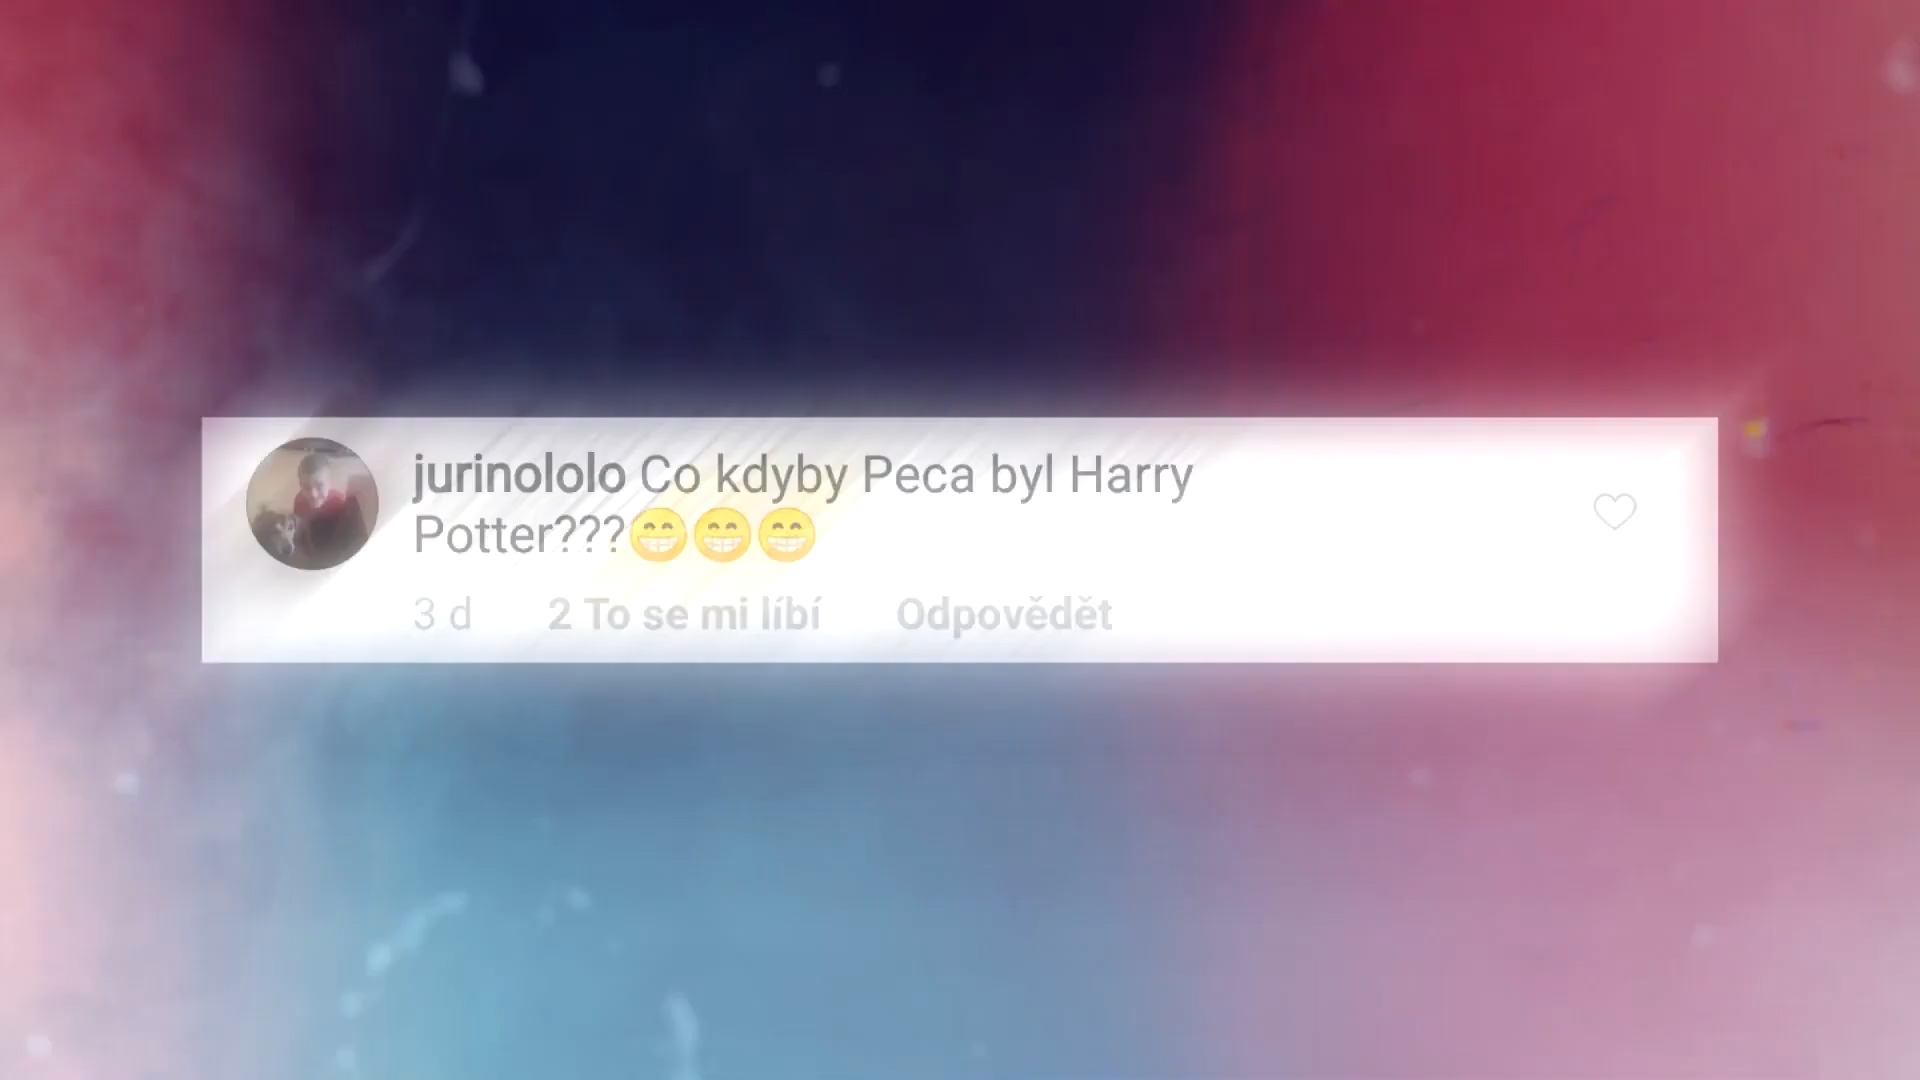 jurinololo Co kdyby Peca byl Harry
Potter???😁😁😁
3 d 2 To se mi líbí Odpovědět